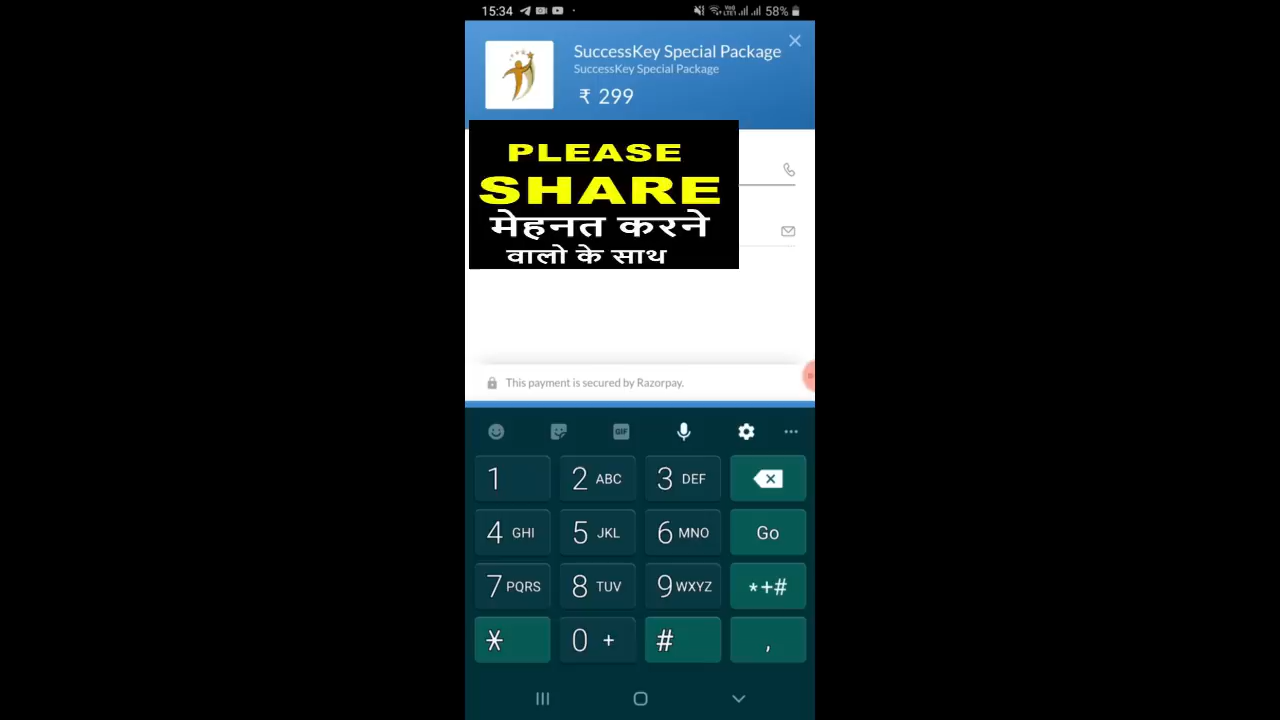 15:34
58%
SuccessKey Special Package
SuccessKey Special Package
₹ 299
PLEASE
SHARE
मेहनत करने
वालो के साथ
This payment is secured by Razorpay.
GIF
1 2 ABC 3 DEF
4 GHI 5 JKL 6 MNO Go
7 PQRS 8 TUV 9 WXYZ *+#
* 0 + # ,